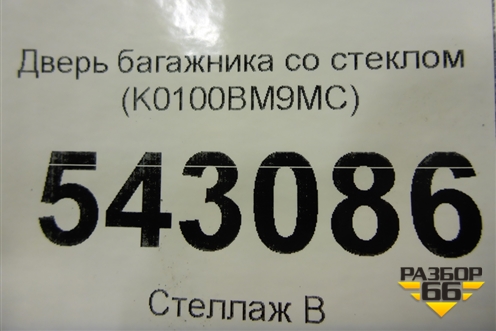 Дверь багажника со стеклом
(K0100BM9MC)
543086
Стеллаж В
РАЗБОР
66